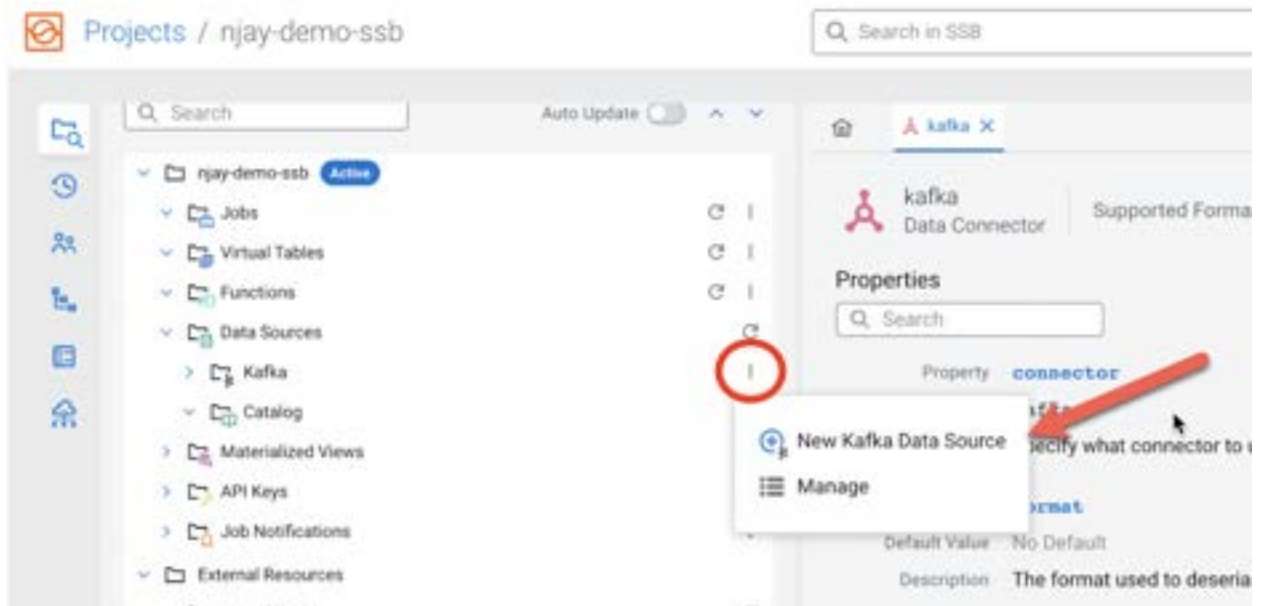 Projects / njay-demo-ssb
Search in SSB
Search
Auto Update
kafka
njay-demo-ssb Active
Jobs
Virtual Tables
Functions
Data Sources
Kafka
Catalog
Materialized Views
API Keys
Job Notifications
External Resources
New Kafka Data Source
Manage
kafka
Data Connector
Supported Forma
Properties
Search
Property connector
ecify what connector to u
ormat
Default Value No Default
Description The format used to deseria